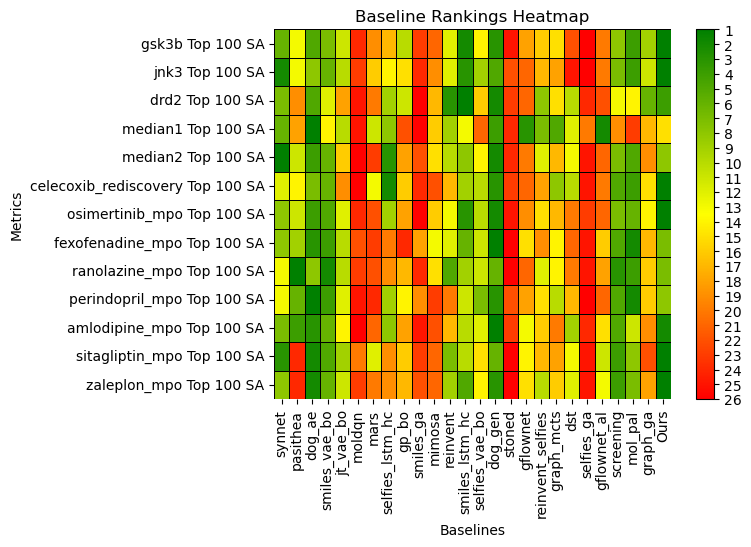 Baseline Rankings Heatmap
Metrics
gsk3b Top 100 SA
jnk3 Top 100 SA
drd2 Top 100 SA
median1 Top 100 SA
median2 Top 100 SA
celecoxib_rediscovery Top 100 SA
osimertinib_mpo Top 100 SA
fexofenadine_mpo Top 100 SA
ranolazine_mpo Top 100 SA
perindopril_mpo Top 100 SA
amlodipine_mpo Top 100 SA
sitagliptin_mpo Top 100 SA
zaleplon_mpo Top 100 SA
synnet
pasithea
dog_ae
smiles_vae_bo
jt_vae_bo
moldqn
mars
selfies_lstm_hc
gp_bo
smiles_ga
mimosa
reinvent
smiles_lstm_hc
selfies_vae_bo
dog_gen
stoned
gflownet
reinvent_selfies
graph_mcts
dst
selfies_ga
gflownet_al
screening
mol_pal
graph_ga
Ours
Baselines
1
2
3
4
5
6
7
8
9
10
11
12
13
14
15
16
17
18
19
20
21
22
23
24
25
26